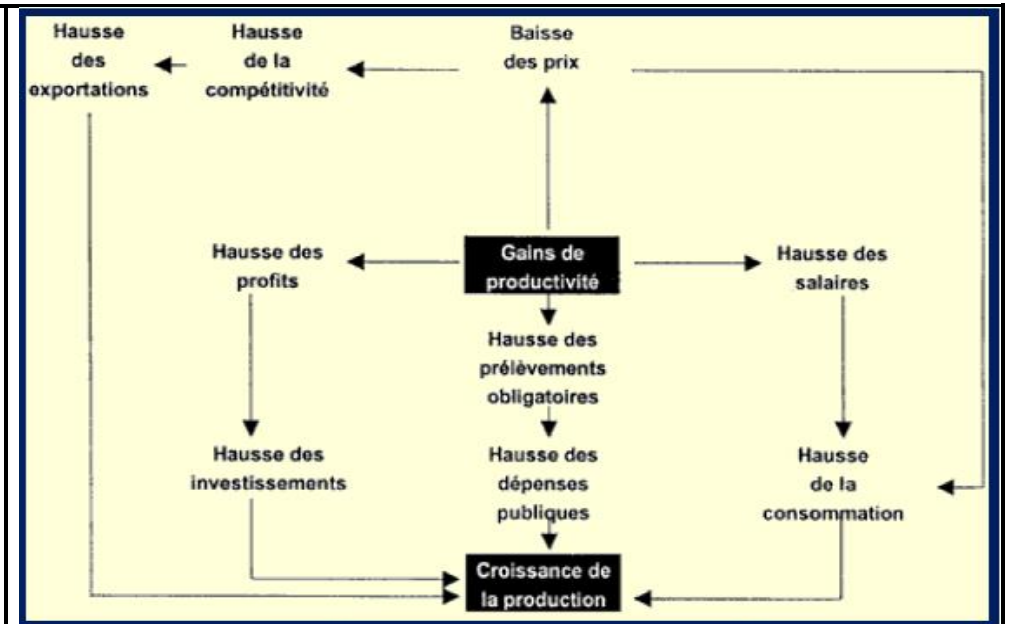 Hausse
des
exportations
Hausse
de la
compétitivité
Baisse
des prix
Hausse des
profits
Gains de
productivité
Hausse des
salaires
Hausse des
prélèvements
obligatoires
Hausse des
investissements
Hausse des
dépenses
publiques
Hausse
de la
consommation
Croissance de
la production